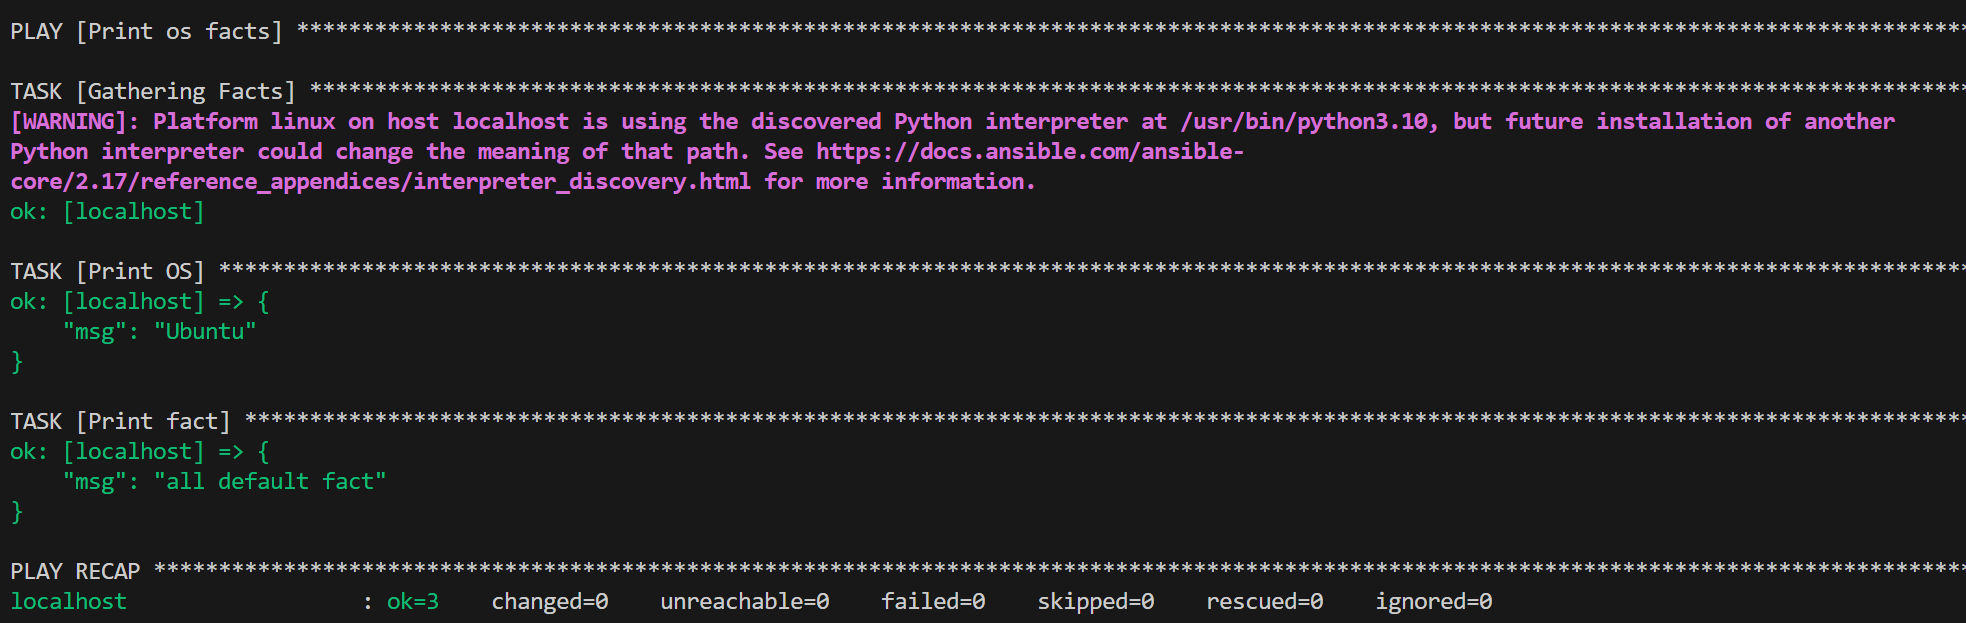 PLAY [Print os facts] ********************************************************************************************************************************
TASK [Gathering Facts] *******************************************************************************************************************************
[WARNING]: Platform linux on host localhost is using the discovered Python interpreter at /usr/bin/python3.10, but future installation of another
Python interpreter could change the meaning of that path. See https://docs.ansible.com/ansible-
core/2.17/reference_appendices/interpreter_discovery.html for more information.
ok: [localhost]
TASK [Print OS] **************************************************************************************************************************************
ok: [localhost] => {
    "msg": "Ubuntu"
}
TASK [Print fact] ************************************************************************************************************************************
ok: [localhost] => {
    "msg": "all default fact"
}
PLAY RECAP *******************************************************************************************************************************************
localhost                  : ok=3    changed=0    unreachable=0    failed=0    skipped=0    rescued=0    ignored=0